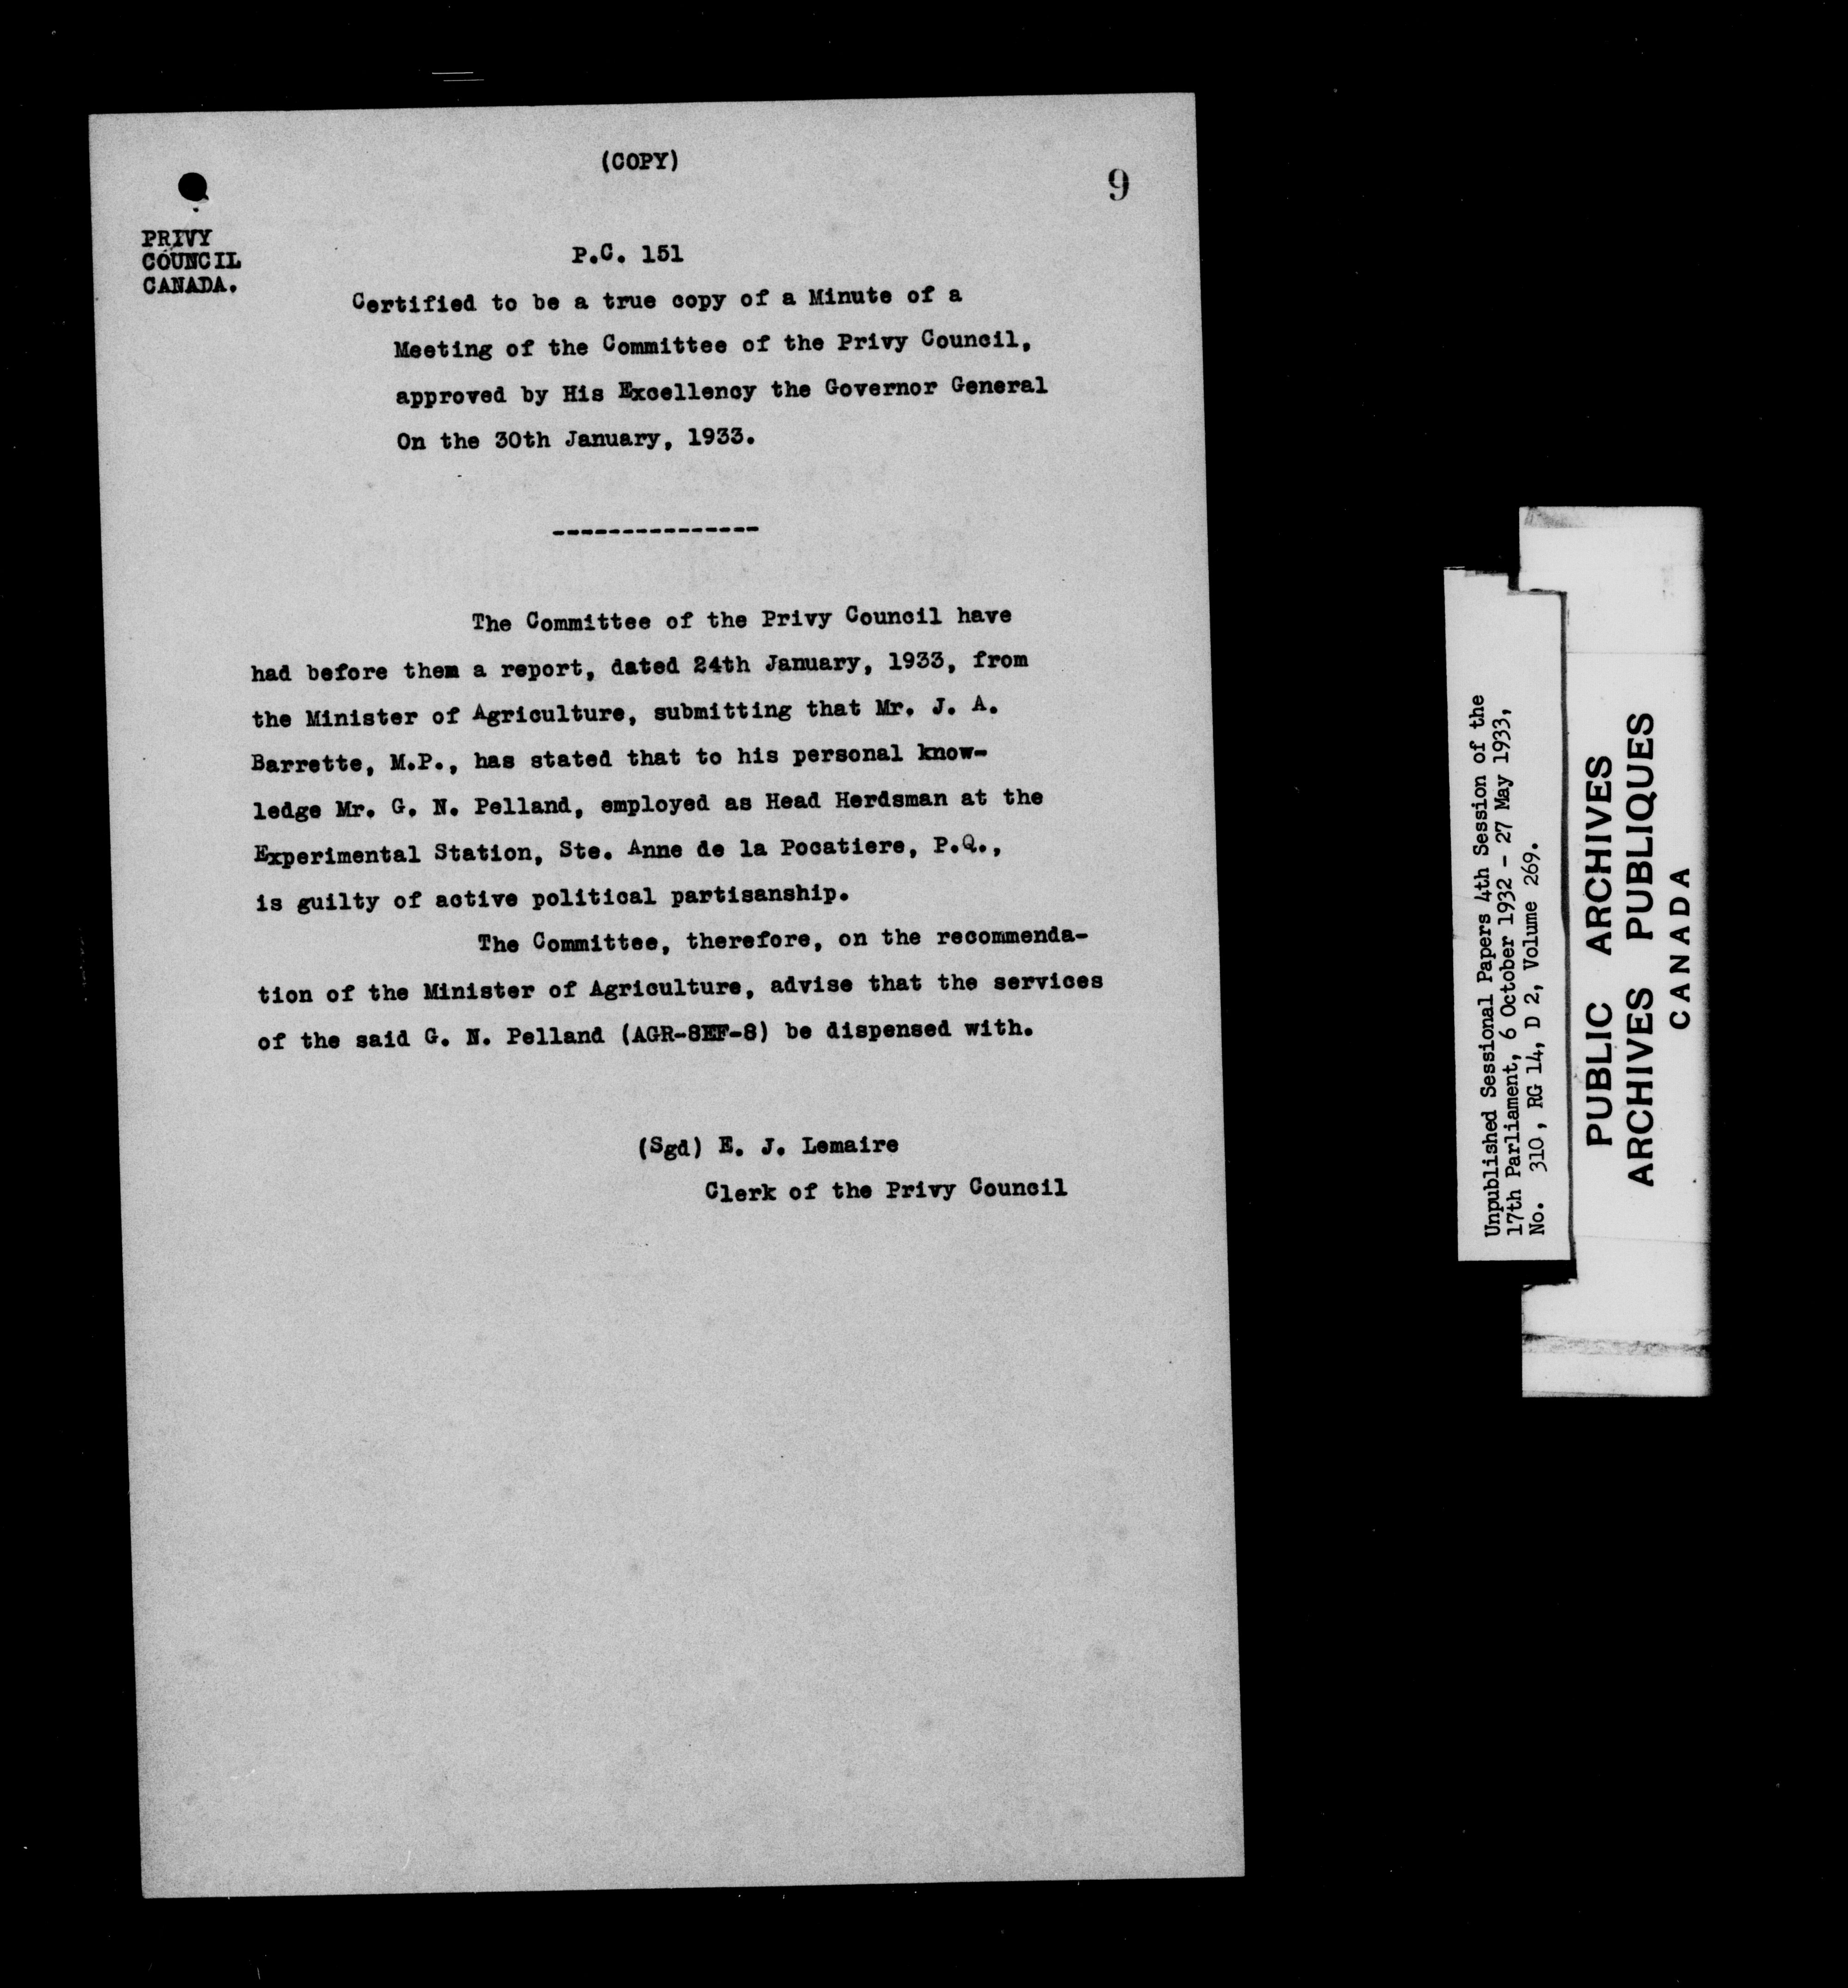 (COPY)
9
PRIVY
COUNCIL
CANADA.
P.C. 151
Certified to be a true copy of a Minute of a
Meeting of the Committee of the Privy Council,
approved by His Excellency the Governor General
On the 30th January, 1933.
---------------
The Committee of the Privy Council have
had before them a report, dated 24th January, 1933, from
the Minister of Agriculture, submitting that Mr. J. A.
Barrette, M.P., has stated that to his personal know-
ledge Mr. G. N. Pelland, employed as Head Herdsman at the
Experimental Station, Ste. Anne de la Pocatiere, P.Q.,
is guilty of active political partisanship.
The Committee, therefore, on the recommenda-
tion of the Minister of Agriculture, advise that the services
of the said G. N. Pelland (AGR-8EF-8) be dispensed with.
(Sgd) E. J. Lemaire
Clerk of the Privy Council
Unpublished Sessional Papers 4th Session of the
17th Parliament, 6 October 1932 - 27 May 1933,
No. 310, RG 14, D 2, Volume 269.
PUBLIC ARCHIVES
ARCHIVES PUBLIQUES
CANADA